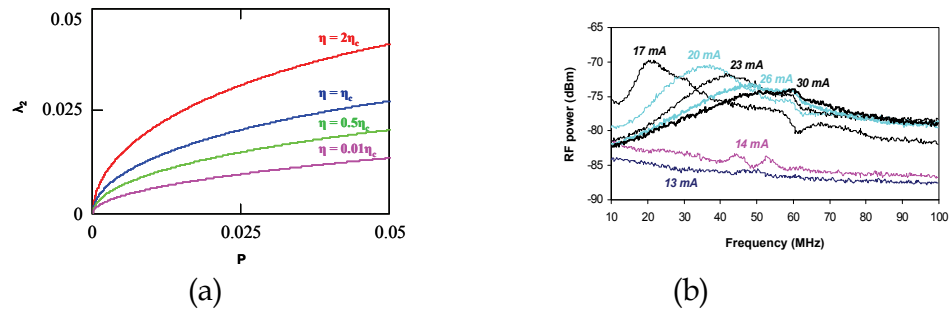 0.05
λ₂
0.025
0
0
0.025
0.05
P
η = 2η_c
η = η_c
η = 0.5η_c
η = 0.01η_c
(a)
RF power (dBm)
-65
-70
-75
-80
-85
-90
17 mA
20 mA
23 mA
26 mA
30 mA
14 mA
13 mA
10 20 30 40 50 60 70 80 90 100
Frequency (MHz)
(b)